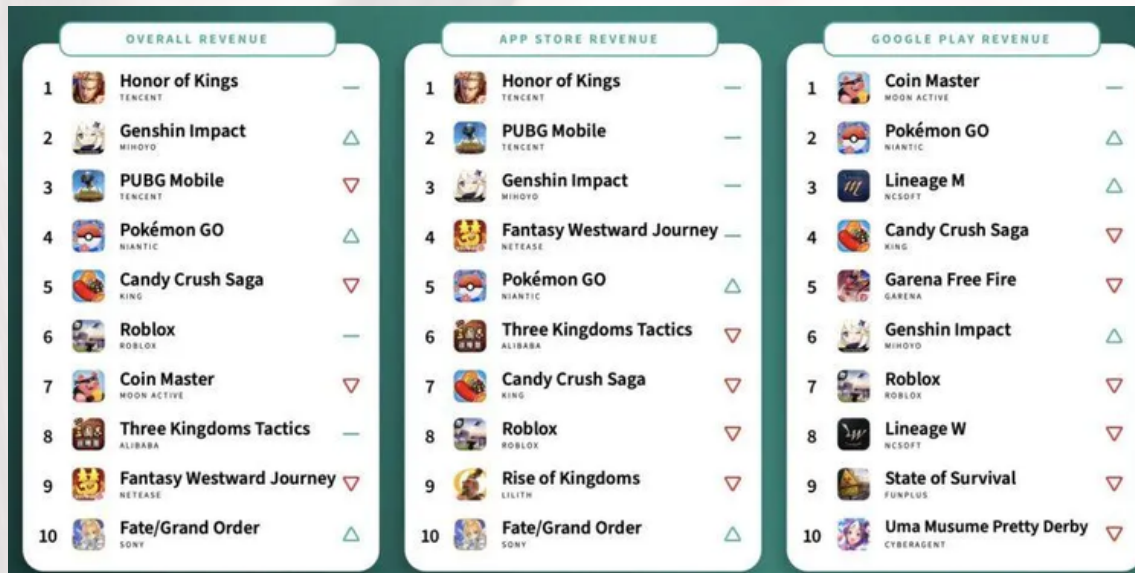 OVERALL REVENUE
1
Honor of Kings
TENCENT
2
Genshin Impact
MIHOYO
3
PUBG Mobile
TENCENT
4
Pokémon GO
NIANTIC
5
Candy Crush Saga
KING
6
Roblox
ROBLOX
7
Coin Master
MOON ACTIVE
8
Three Kingdoms Tactics
ALIBABA
9
Fantasy Westward Journey
NETEASE
10
Fate/Grand Order
SONY
APP STORE REVENUE
1
Honor of Kings
TENCENT
2
PUBG Mobile
TENCENT
3
Genshin Impact
MIHOYO
4
Fantasy Westward Journey
NETEASE
5
Pokémon GO
NIANTIC
6
Three Kingdoms Tactics
ALIBABA
7
Candy Crush Saga
KING
8
Roblox
ROBLOX
9
Rise of Kingdoms
LILITH
10
Fate/Grand Order
SONY
GOOGLE PLAY REVENUE
1
Coin Master
MOON ACTIVE
2
Pokémon GO
NIANTIC
3
Lineage M
NCSOFT
4
Candy Crush Saga
KING
5
Garena Free Fire
GARENA
6
Genshin Impact
MIHOYO
7
Roblox
ROBLOX
8
Lineage W
NCSOFT
9
State of Survival
FUNPLUS
10
Uma Musume Pretty Derby
CYBERAGENT